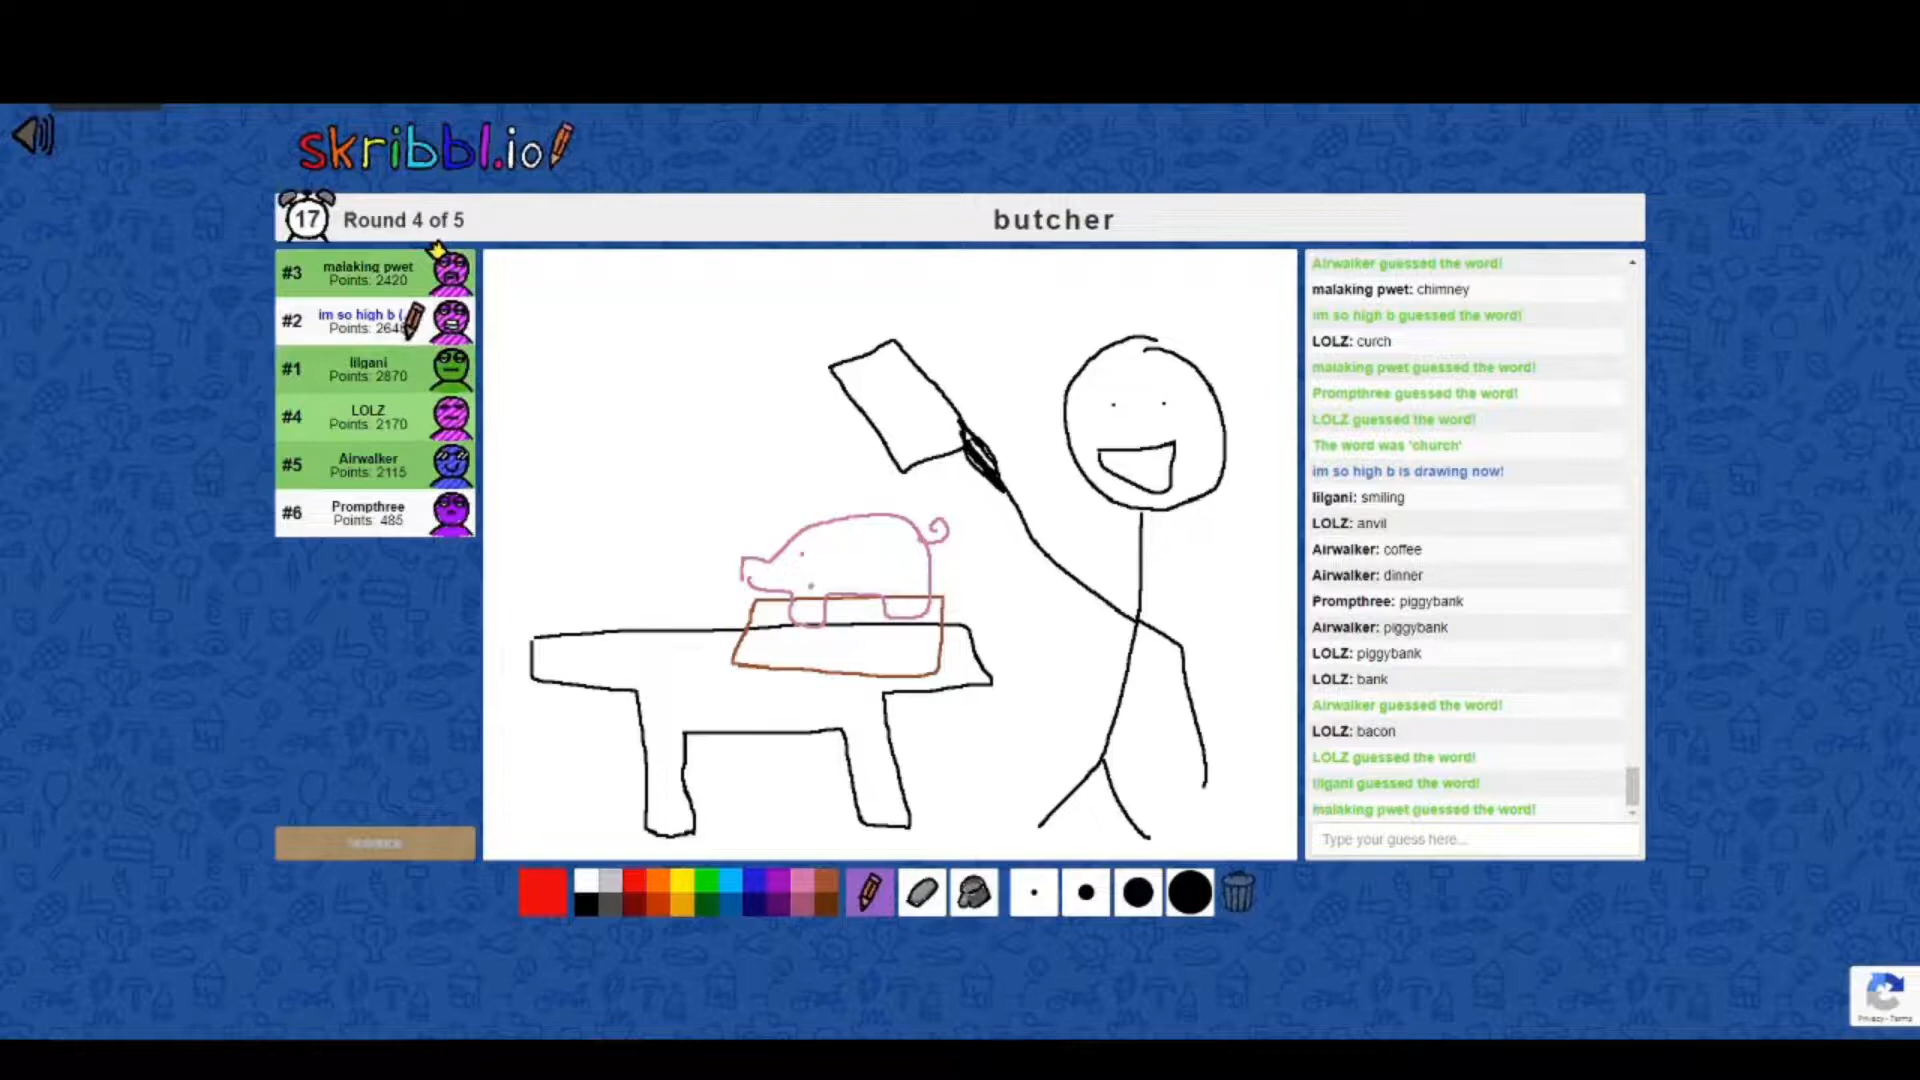 skribbl.io
17
Round 4 of 5
butcher
#3
malaking pwet
Points: 2420
#2
im so high b (
Points: 264
#1
lilgani
Points: 2870
#4
LOLZ
Points: 2170
#5
Airwalker
Points: 2115
#6
Prompthree
Points: 485
Airwalker guessed the word!
malaking pwet: chimney
im so high b guessed the word!
LOLZ: curch
malaking pwet guessed the word!
Prompthree guessed the word!
LOLZ guessed the word!
The word was 'church'
im so high b is drawing now!
lilgani: smiling
LOLZ: anvil
Airwalker: coffee
Airwalker: dinner
Prompthree: piggybank
Airwalker: piggybank
LOLZ: piggybank
LOLZ: bank
Airwalker guessed the word!
LOLZ: bacon
LOLZ guessed the word!
lilgani guessed the word!
malaking pwet guessed the word!
Type your guess here...
Privacy - Terms